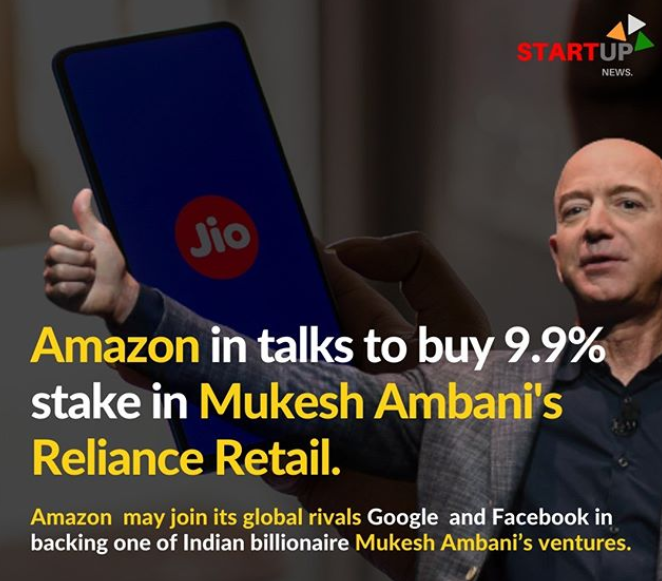 STARTUP
NEWS.
Jio
Amazon in talks to buy 9.9%
stake in Mukesh Ambani's
Reliance Retail.
Amazon may join its global rivals Google and Facebook in
backing one of Indian billionaire Mukesh Ambani’s ventures.